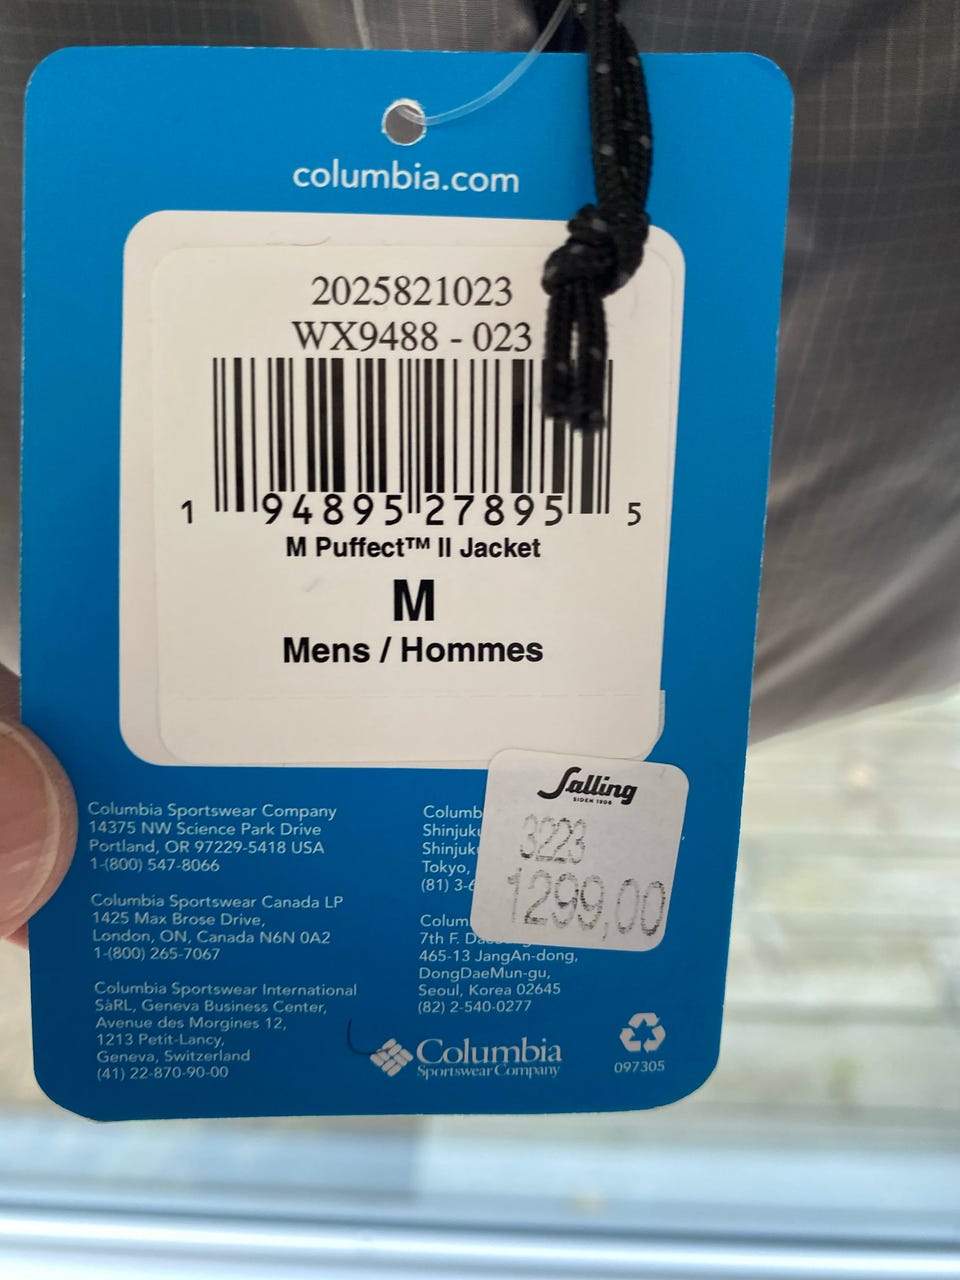 columbia.com
2025821023
WX9488 - 023
1 94895 27895 5
M Puffect™ II Jacket
M
Mens / Hommes
Columbia Sportswear Company
14375 NW Science Park Drive
Portland, OR 97229-5418 USA
1-(800) 547-8066
Columbia Sportswear Canada LP
1425 Max Brose Drive,
London, ON, Canada N6N 0A2
1-(800) 265-7067
Columbia Sportswear International
SàRL, Geneva Business Center,
Avenue des Morgines 12,
1213 Petit-Lancy,
Geneva, Switzerland
(41) 22-870-90-00
Tokyo,
(81)
7th F.
465-13 JangAn-dong,
DongDaeMun-gu,
Seoul, Korea 02645
(82) 2-540-0277
Salling
SIDEN 1906
3223
1299,00
Columbia
Sportswear Company
097305